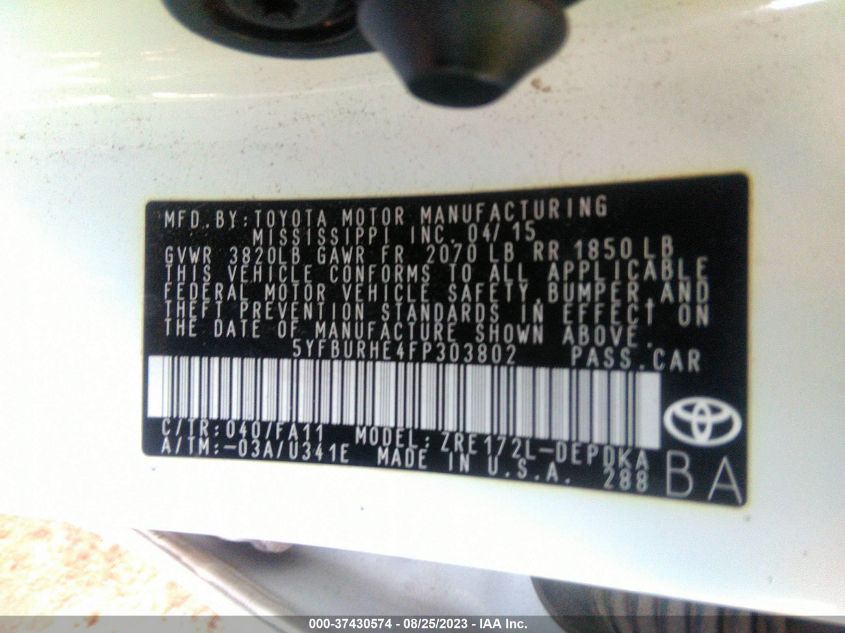 MFD. BY: TOYOTA MOTOR MANUFACTURING
MISSISSIPPI INC. 04/15
GVWR 3820LB GAWR FR 2070 LB RR 1850 LB
THIS VEHICLE CONFORMS TO ALL APPLICABLE
FEDERAL MOTOR VEHICLE SAFETY, BUMPER, AND
THEFT PREVENTION STANDARDS IN EFFECT ON
THE DATE OF MANUFACTURE SHOWN ABOVE.
5YFBURHE4FP303802 PASS. CAR
C/TR: 040/FA11 MODEL: ZRE172L-DEPDKA
A/TM:-03A/U341E MADE IN U.S.A. 288
BA
000-37430574 / 08/25/2023 - IAA Inc.